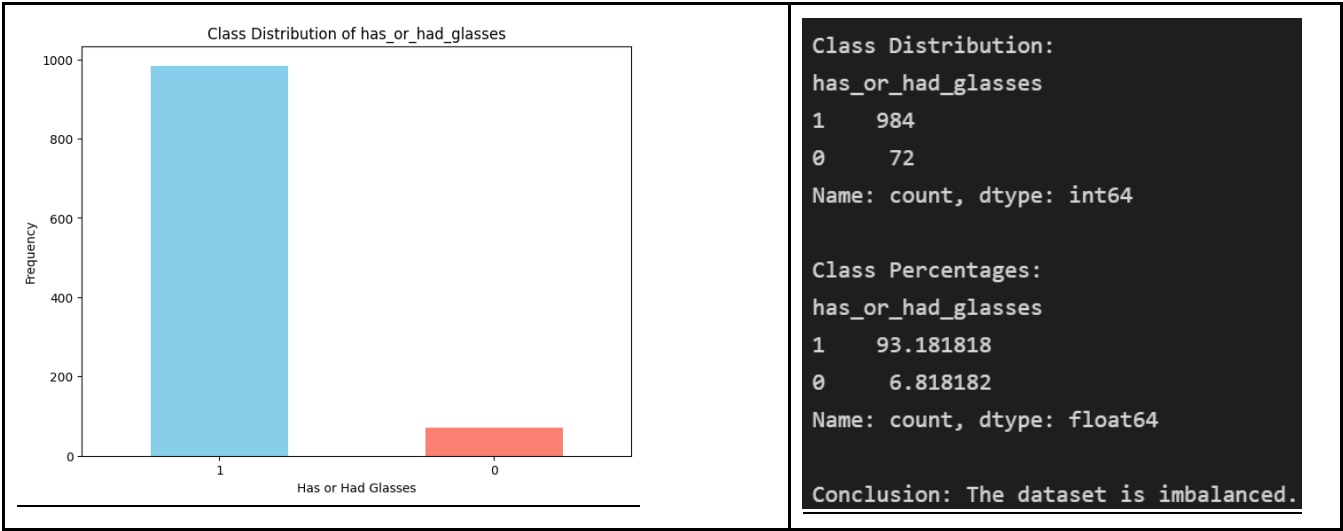 Class Distribution of has_or_had_glasses
1000
800
600
400
200
0
Frequency
1 0
Has or Had Glasses
Class Distribution:
has_or_had_glasses
1 984
0 72
Name: count, dtype: int64
Class Percentages:
has_or_had_glasses
1 93.181818
0 6.818182
Name: count, dtype: float64
Conclusion: The dataset is imbalanced.